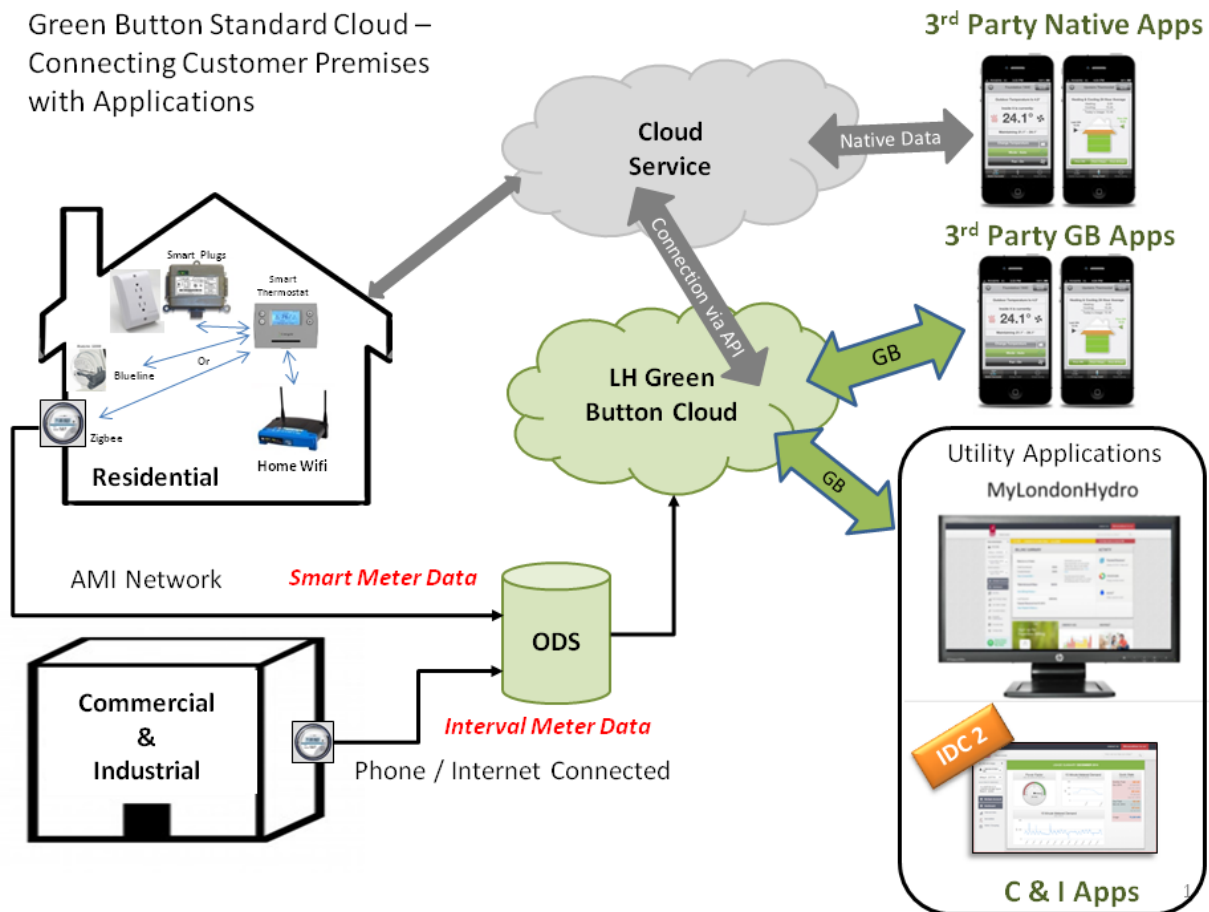 Green Button Standard Cloud –
Connecting Customer Premises
with Applications
3rd Party Native Apps
Cloud
Service
Native Data
24.1°
Connection via API
3rd Party GB Apps
24.1°
Smart Plugs
Smart
Thermostat
Or
Blueline
Zigbee
Home Wifi
Residential
LH Green
Button Cloud
GB
GB
Utility Applications
MyLondonHydro
AMI Network
Smart Meter Data
ODS
Commercial
&
Industrial
Interval Meter Data
Phone / Internet Connected
IDC 2
C & I Apps
1